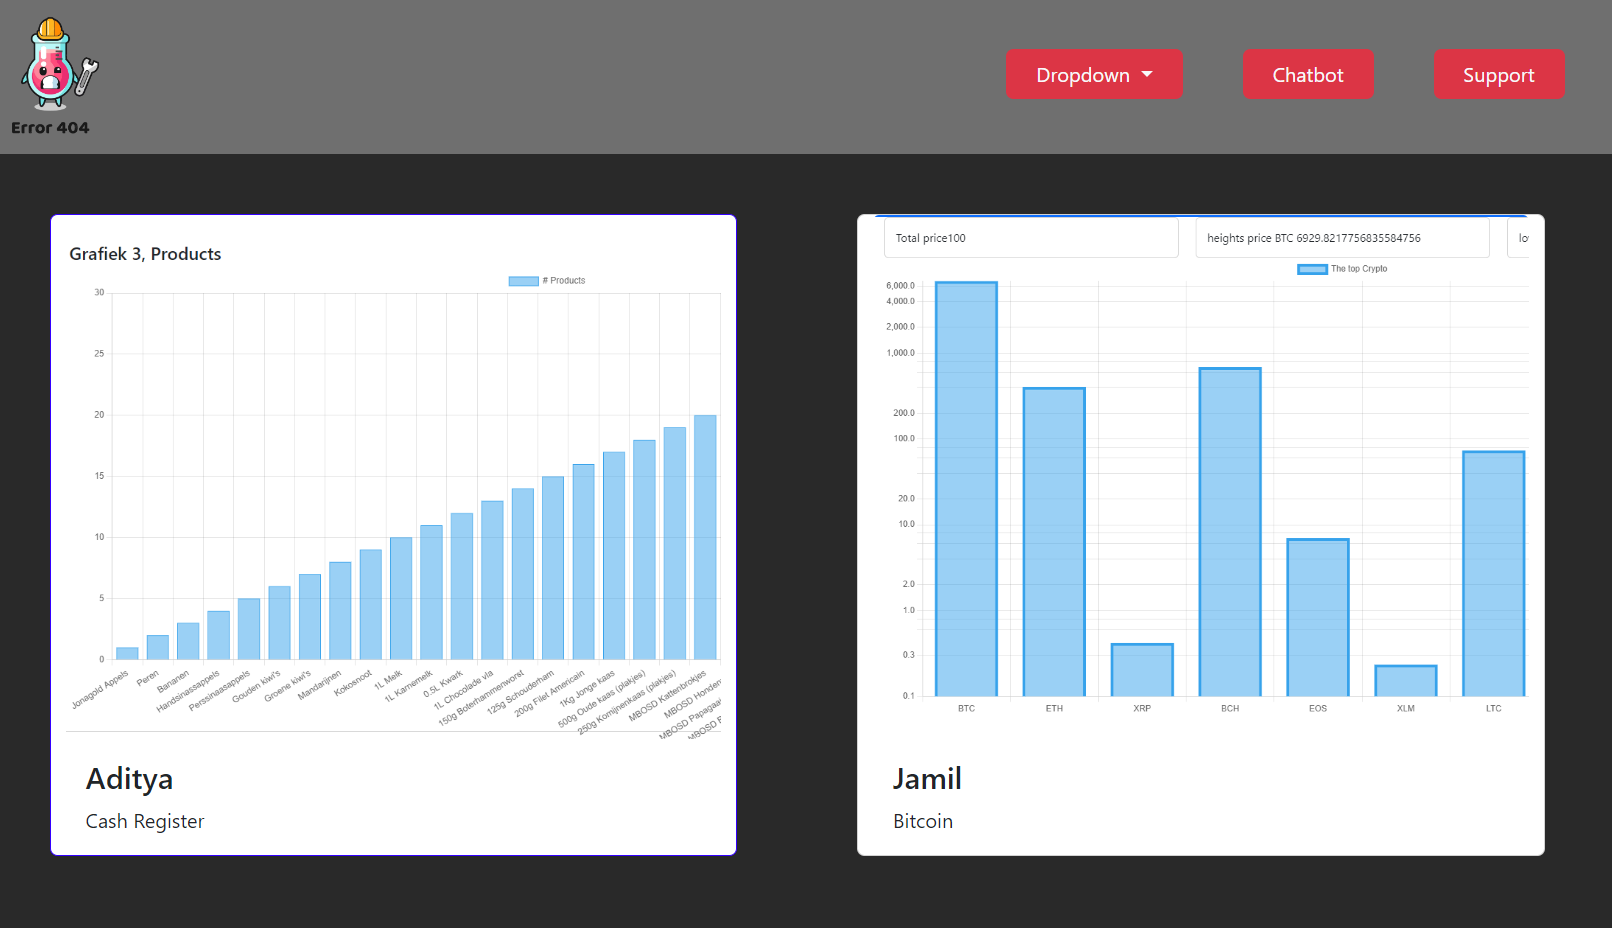 Error 404
Dropdown
Chatbot
Support
Grafiek 3, Products
# Products
30
25
20
15
10
5
0
Jonagold Appels
Peren
Bananen
Handsinassappels
Perssinaasappels
Gouden kiwi's
Groene kiwi's
Mandarijnen
Kokosnoot
1L Melk
1L Karnemelk
0.5L Kwark
1L Chocolade vla
150g Boterhammenworst
125g Schouderham
200g Filet Americain
1Kg Jonge kaas
500g Oude kaas (plakjes)
250g Komijnenkaas (plakjes)
MBOSD Kattenbrokjes
MBOSD Honden
MBOSD Papagaai
MBOSD
Aditya
Cash Register
Total price100
heights price BTC 6929.8217756835584756
lo
The top Crypto
6,000.0
4,000.0
2,000.0
1,000.0
200.0
100.0
20.0
10.0
2.0
1.0
0.3
0.1
BTC
ETH
XRP
BCH
EOS
XLM
LTC
Jamil
Bitcoin